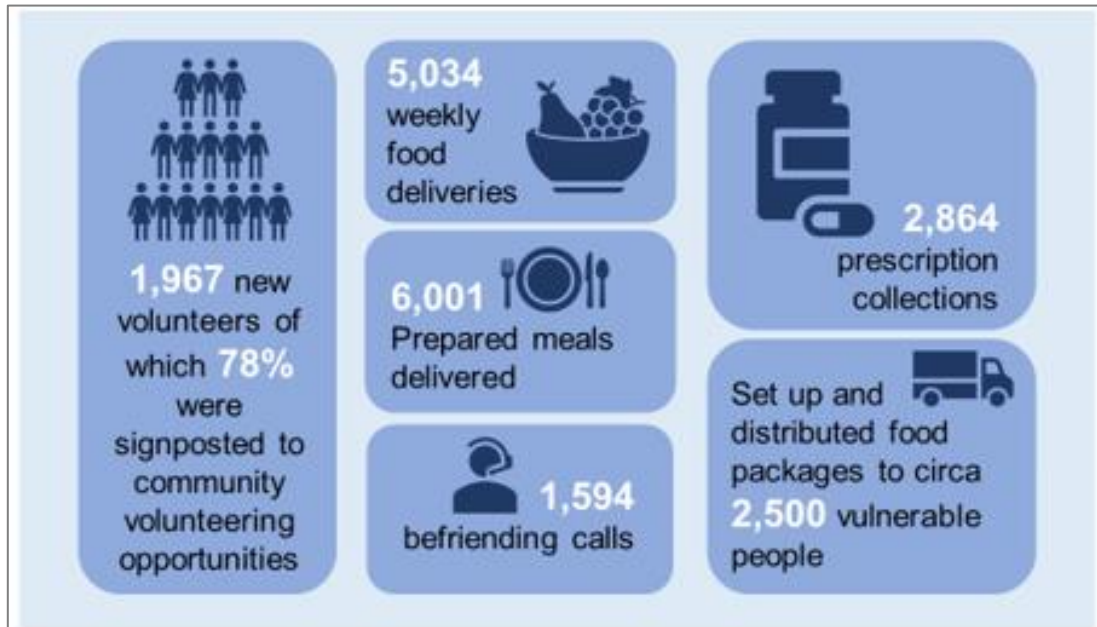 1,967 new
volunteers of
which 78%
were
signposted to
community
volunteering
opportunities
5,034
weekly
food
deliveries
6,001
Prepared meals
delivered
1,594
befriending calls
2,864
prescription
collections
Set up and
distributed food
packages to circa
2,500 vulnerable
people